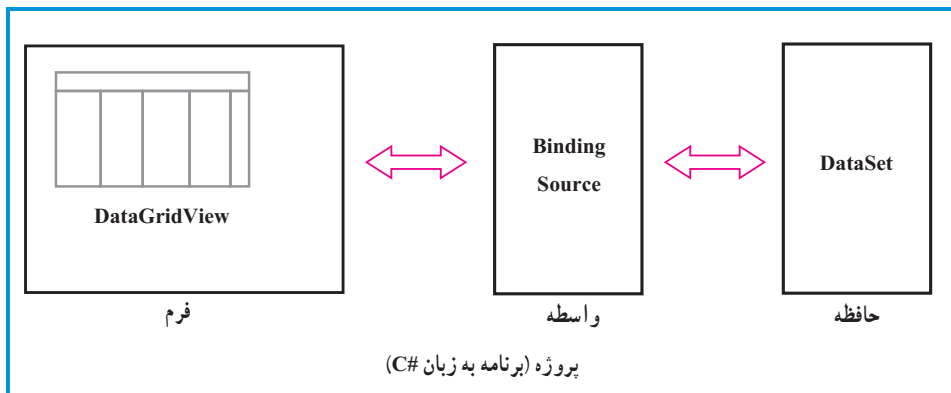 Binding
Source
DataSet
DataGridView
فرم
واسطه
حافظه
پروژه (برنامه به زبان C#)